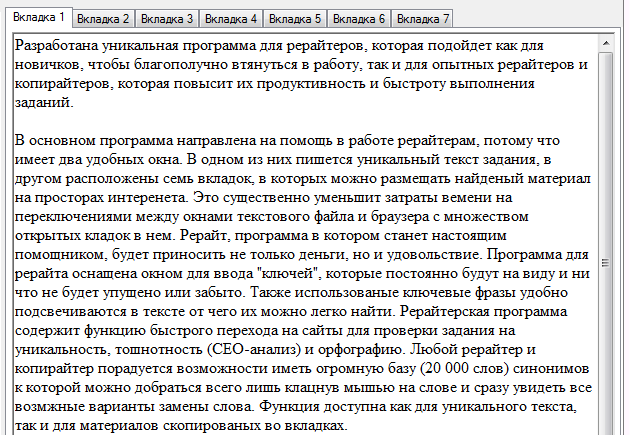 Вкладка 1 Вкладка 2 Вкладка 3 Вкладка 4 Вкладка 5 Вкладка 6 Вкладка 7
Разработана уникальная программа для рерайтеров, которая подойдет как для
новичков, чтобы благополучно втянуться в работу, так и для опытных рерайтеров и
копирайтеров, которая повысит их продуктивность и быстроту выполнения
заданий.
В основном программа направлена на помощь в работе рерайтерам, потому что
имеет два удобных окна. В одном из них пишется уникальный текст задания, в
другом расположены семь вкладок, в которых можно размещать найденый материал
на просторах интеренета. Это существенно уменьшит затраты вемени на
переключениями между окнами текстового файла и браузера с множеством
открытых кладок в нем. Рерайт, программа в котором станет настоящим
помощником, будет приносить не только деньги, но и удовольствие. Программа для
рерайта оснащена окном для ввода "ключей", которые постоянно будут на виду и ни
что не будет упущено или забыто. Также использованые ключевые фразы удобно
подсвечиваются в тексте от чего их можно легко найти. Рерайтерская программа
содержит функцию быстрого перехода на сайты для проверки задания на
уникальность, тошнотность (СЕО-анализ) и орфографию. Любой рерайтер и
копирайтер порадуется возможности иметь огромную базу (20 000 слов) синонимов
к которой можно добраться всего лишь клацнув мышью на слове и сразу увидеть все
возмжные варианты замены слова. Функция доступна как для уникального текста,
так и для материалов скопированых во вкладках.